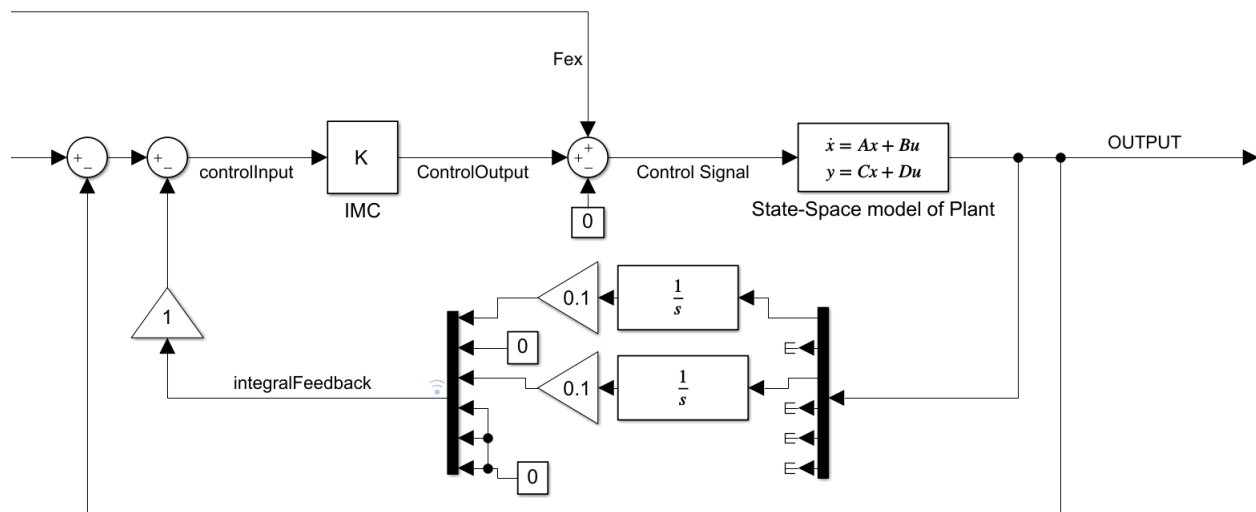 Fex
+
−
+
−
controlInput
K
IMC
ControlOutput
+
+
−
0
Control Signal
ẋ = Ax + Bu
y = Cx + Du
State-Space model of Plant
OUTPUT
1
integralFeedback
0.1
1
s
0
0.1
1
s
0